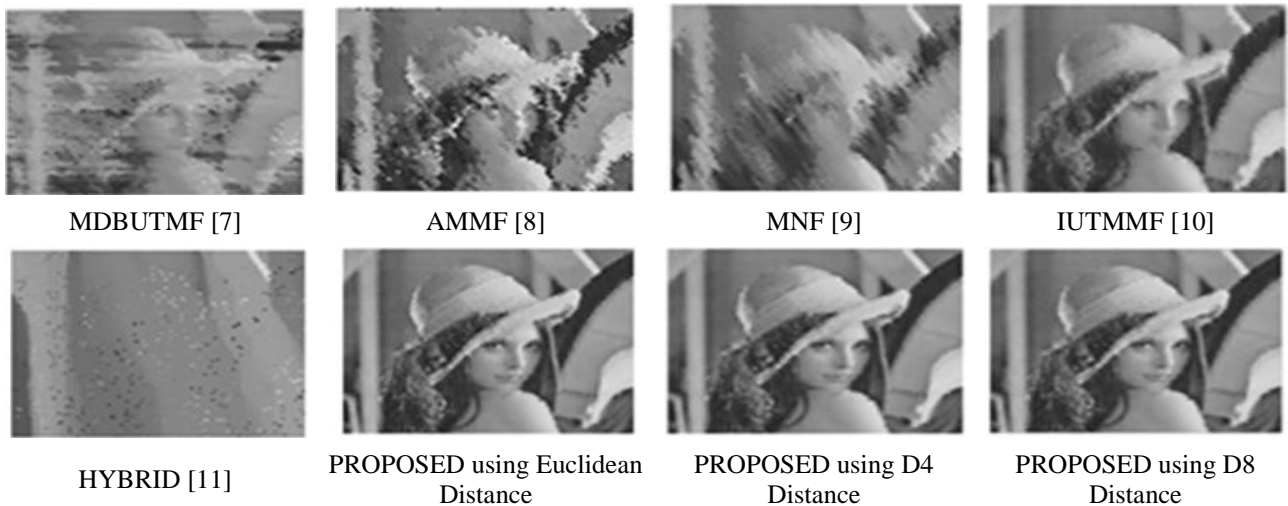 MDBUTMF [7]
AMMF [8]
MNF [9]
IUTMMF [10]
HYBRID [11]
PROPOSED using Euclidean
Distance
PROPOSED using D4
Distance
PROPOSED using D8
Distance